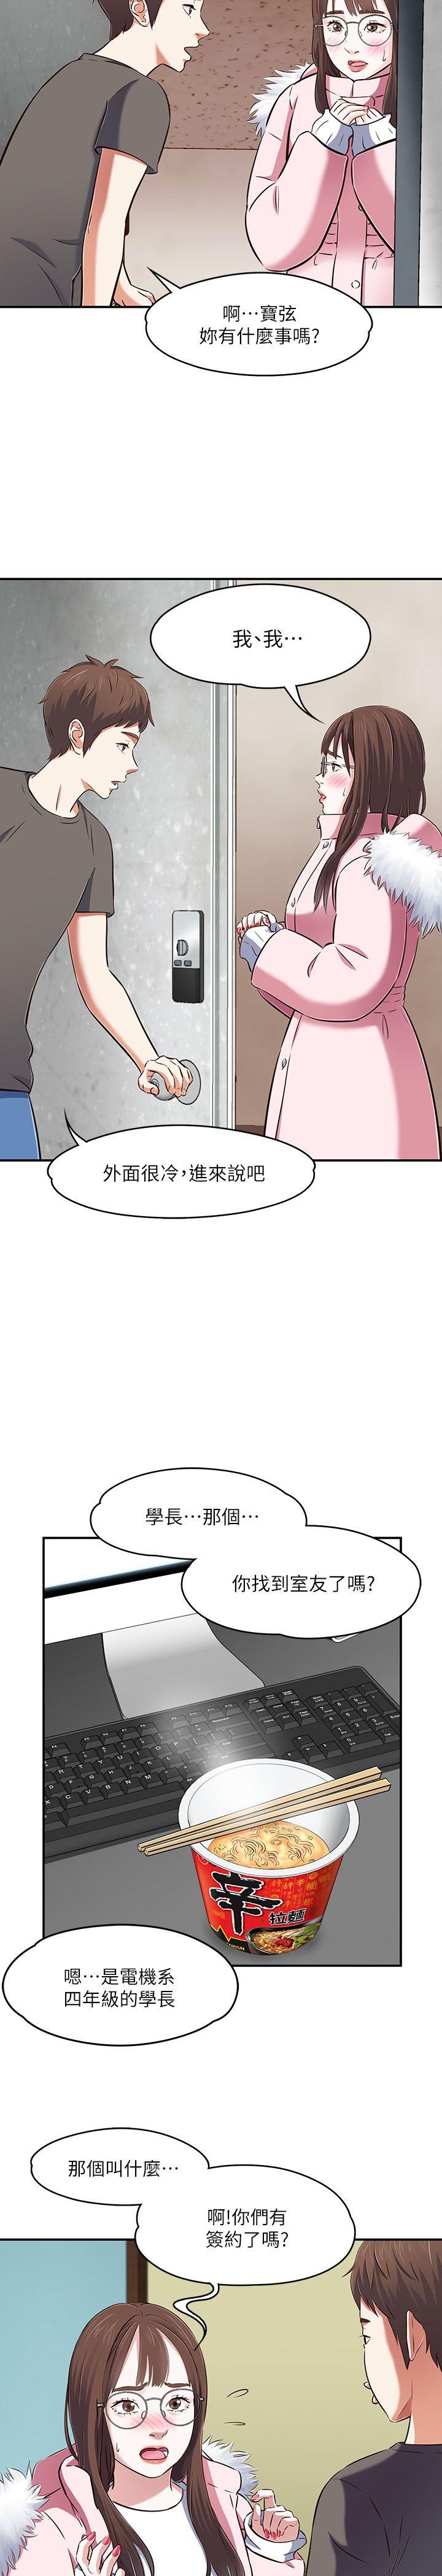 啊…寶弦
妳有什麼事嗎?
我、我…
外面很冷,進來說吧
學長…那個…
你找到室友了嗎?
辛
拉麵
嗯…是電機系
四年級的學長
那個叫什麼…
啊!你們有
簽約了嗎?